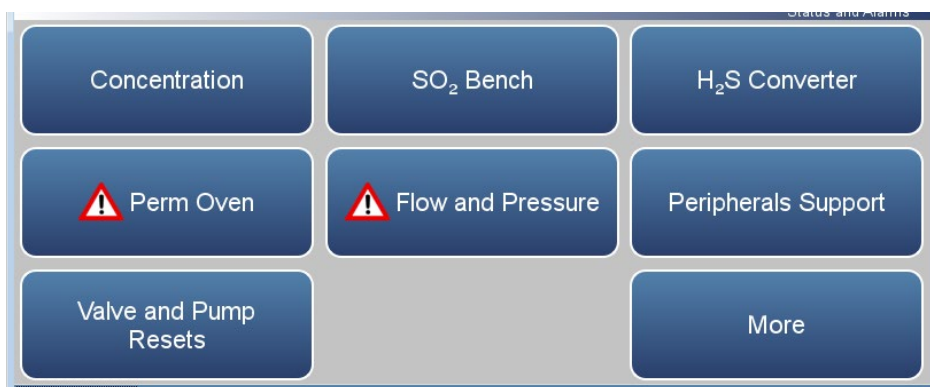 Status and Alarms
Concentration
SO₂ Bench
H₂S Converter
Perm Oven
Flow and Pressure
Peripherals Support
Valve and Pump
Resets
More